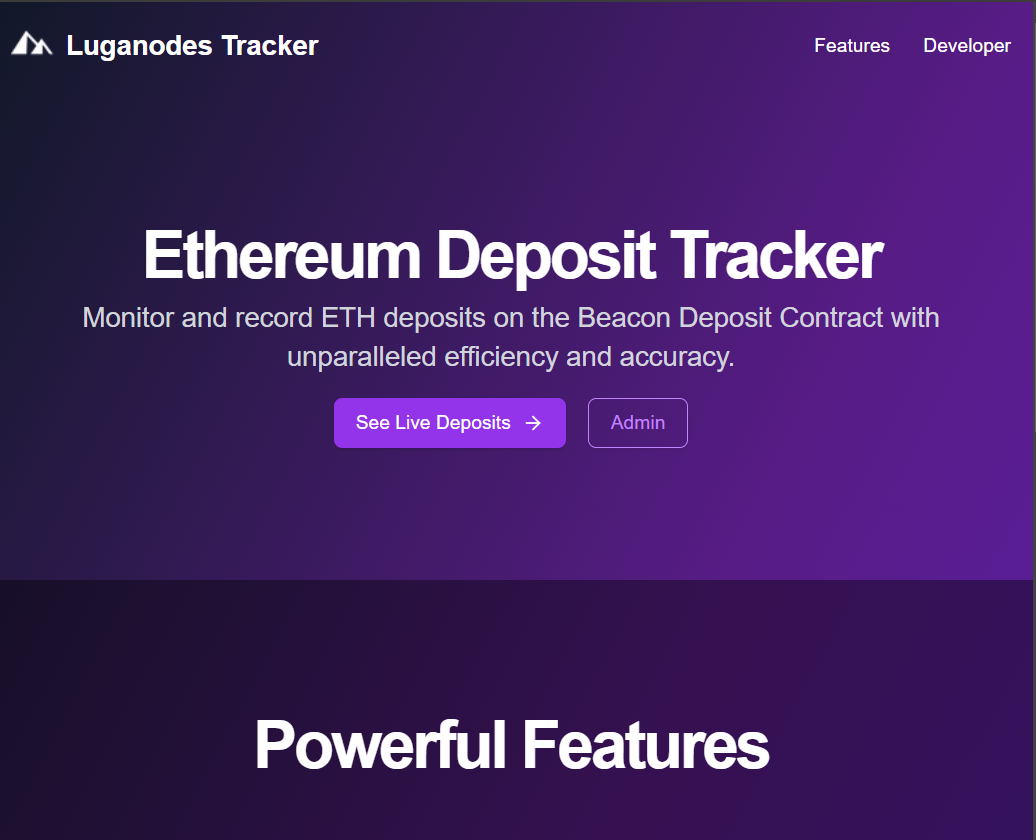 Luganodes Tracker
Features
Developer
Ethereum Deposit Tracker
Monitor and record ETH deposits on the Beacon Deposit Contract with
unparalleled efficiency and accuracy.
See Live Deposits
Admin
Powerful Features